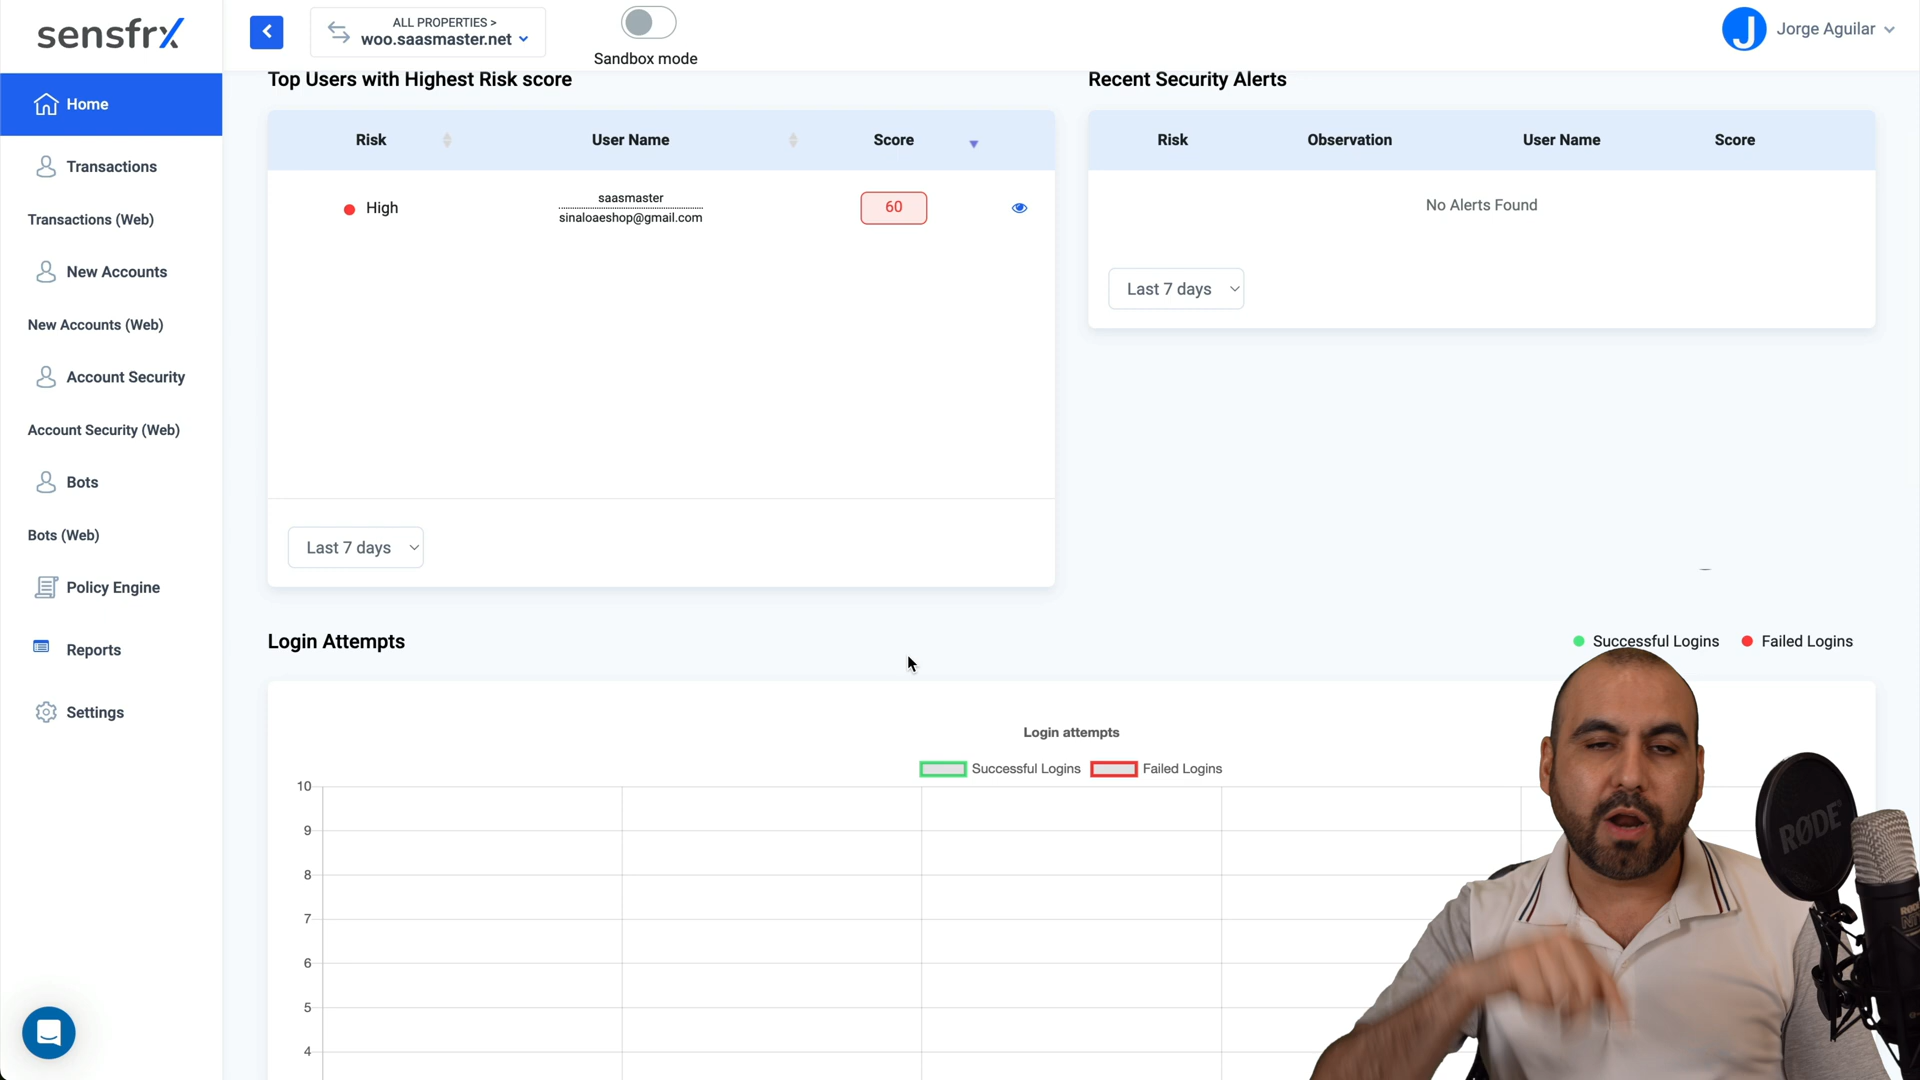 sensfrx
ALL PROPERTIES >
woo.saasmaster.net
Sandbox mode
J
Jorge Aguilar
Home
Transactions
Transactions (Web)
New Accounts
New Accounts (Web)
Account Security
Account Security (Web)
Bots
Bots (Web)
Policy Engine
Reports
Settings
Top Users with Highest Risk score
Risk User Name Score
High saasmaster 60
sinaloaeshop@gmail.com
Last 7 days
Recent Security Alerts
Risk Observation User Name Score
No Alerts Found
Last 7 days
Login Attempts
Successful Logins Failed Logins
Login attempts
Successful Logins Failed Logins
10
9
8
7
6
5
4
RØDE